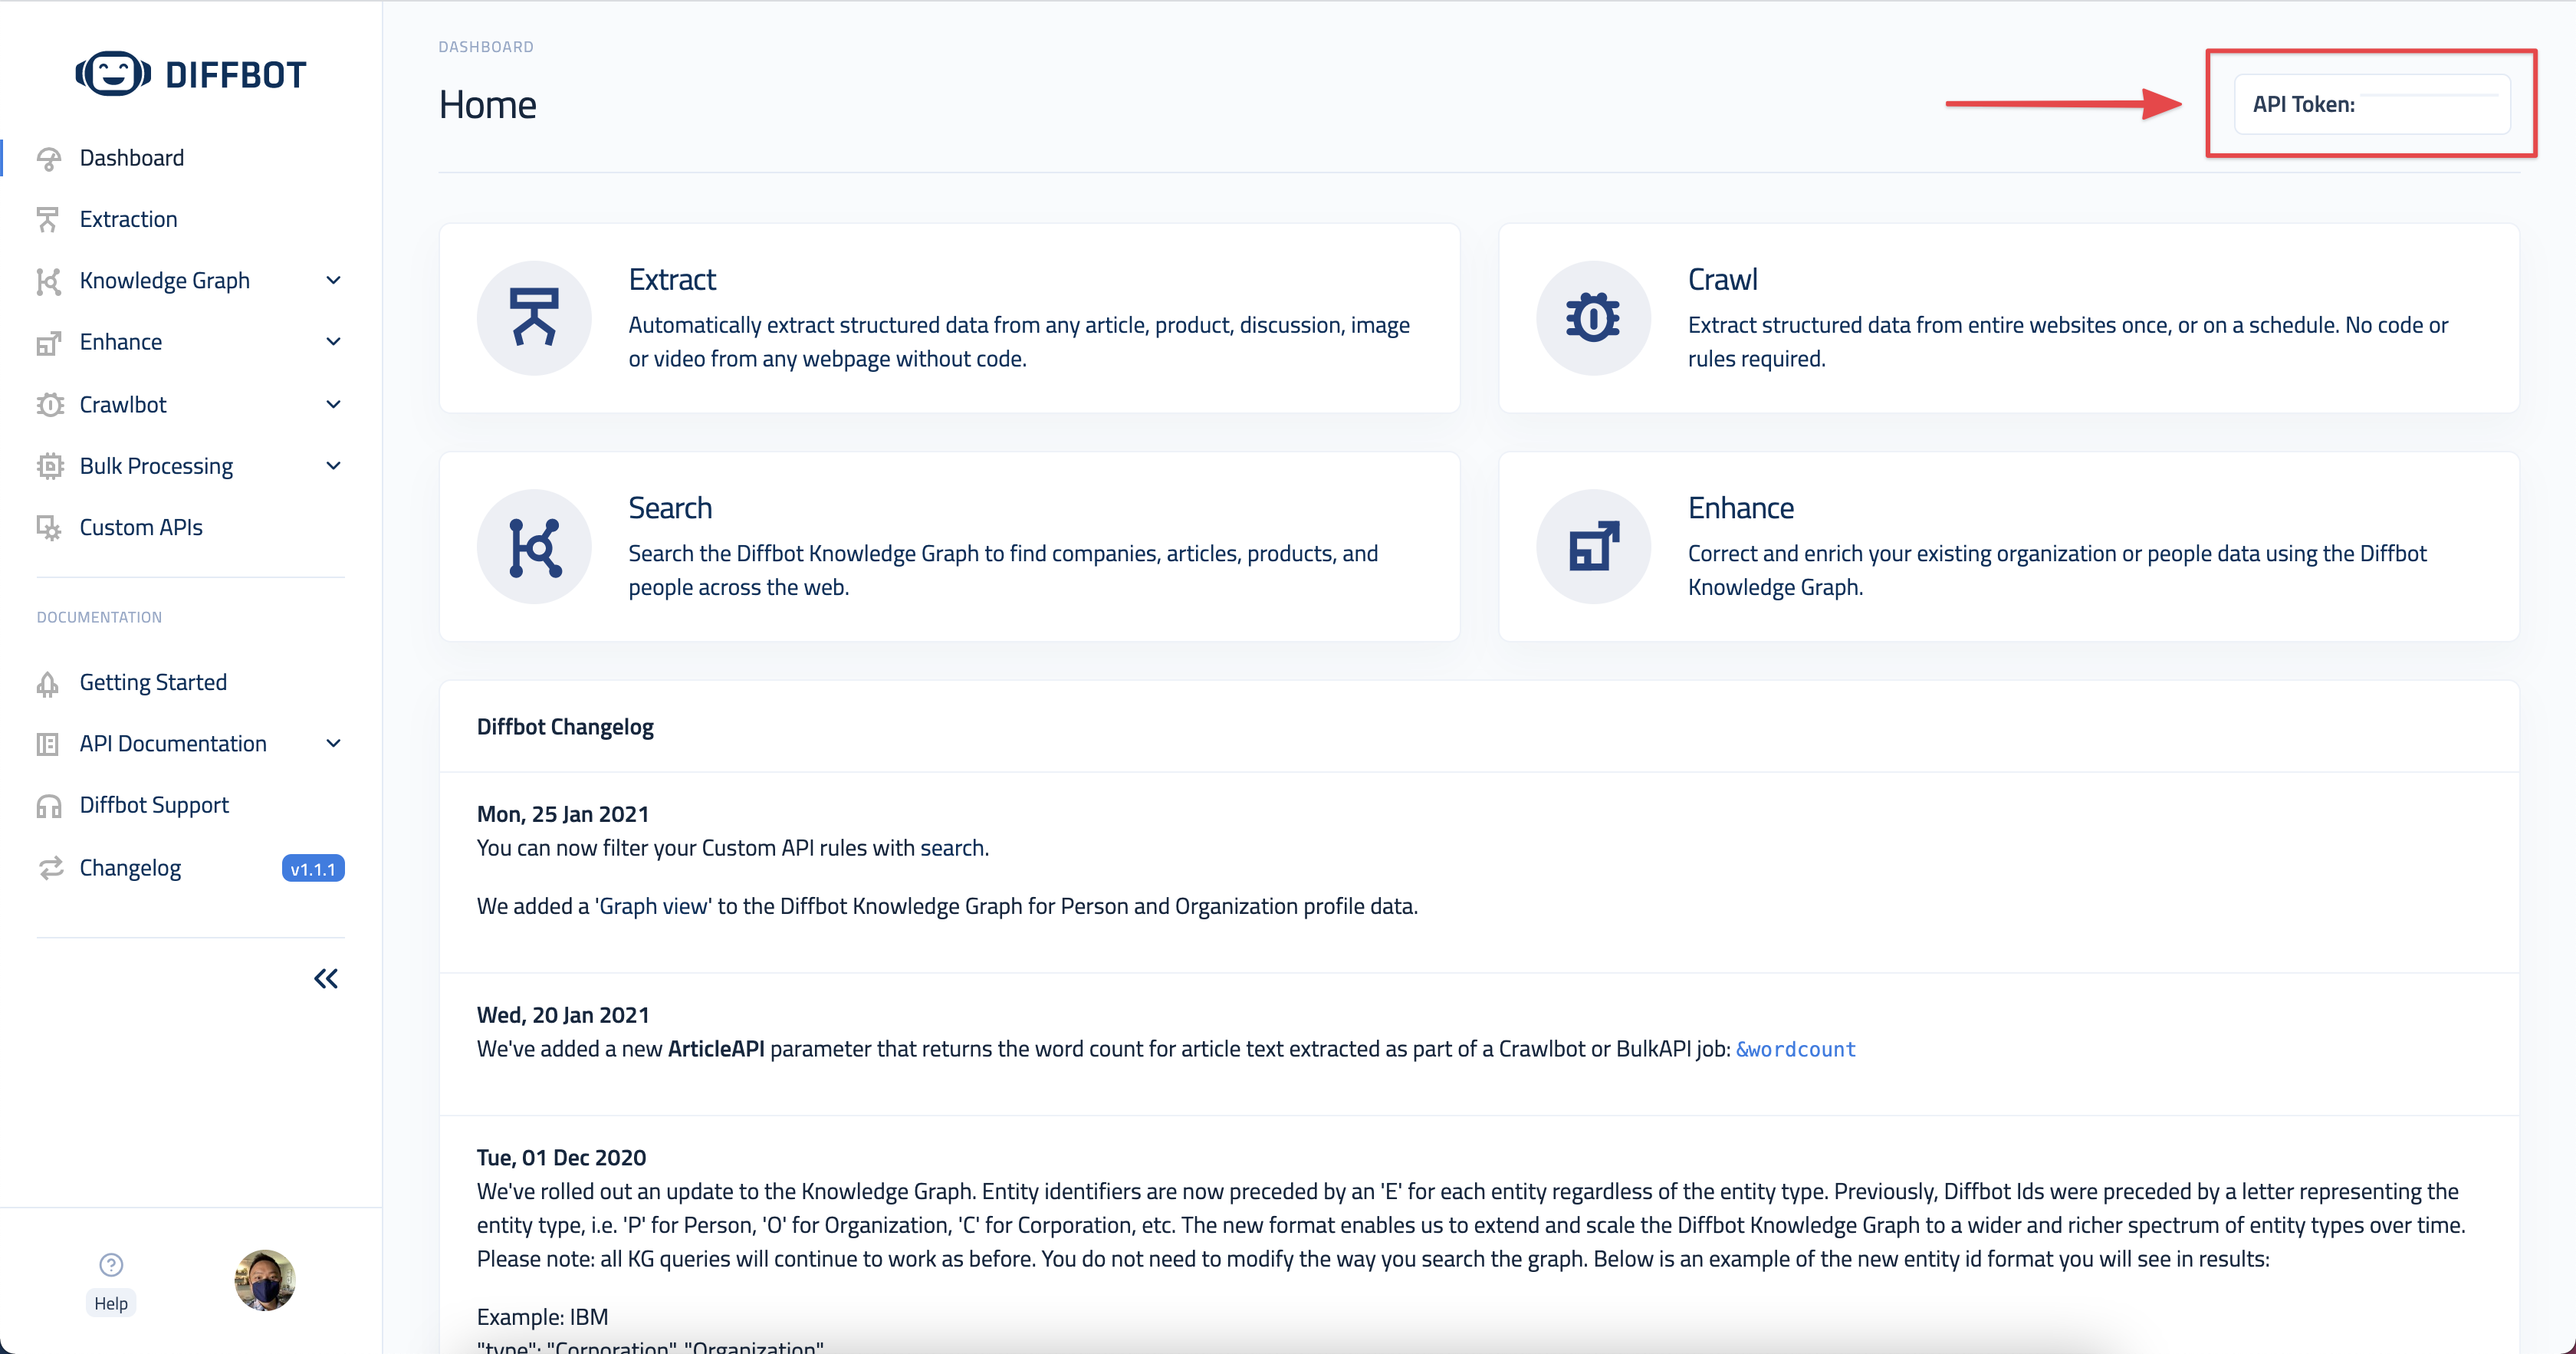 DIFFBOT
Dashboard
Extraction
Knowledge Graph
Enhance
Crawlbot
Bulk Processing
Custom APIs
DOCUMENTATION
Getting Started
API Documentation
Diffbot Support
Changelog
v1.1.1
Help
DASHBOARD
Home
API Token:
Extract
Automatically extract structured data from any article, product, discussion, image
or video from any webpage without code.
Crawl
Extract structured data from entire websites once, or on a schedule. No code or
rules required.
Search
Search the Diffbot Knowledge Graph to find companies, articles, products, and
people across the web.
Enhance
Correct and enrich your existing organization or people data using the Diffbot
Knowledge Graph.
Diffbot Changelog
Mon, 25 Jan 2021
You can now filter your Custom API rules with search.
We added a 'Graph view' to the Diffbot Knowledge Graph for Person and Organization profile data.
Wed, 20 Jan 2021
We've added a new ArticleAPI parameter that returns the word count for article text extracted as part of a Crawlbot or BulkAPI job: &wordcount
Tue, 01 Dec 2020
We've rolled out an update to the Knowledge Graph. Entity identifiers are now preceded by an 'E' for each entity regardless of the entity type. Previously, Diffbot Ids were preceded by a letter representing the
entity type, i.e. 'P' for Person, 'O' for Organization, 'C' for Corporation, etc. The new format enables us to extend and scale the Diffbot Knowledge Graph to a wider and richer spectrum of entity types over time.
Please note: all KG queries will continue to work as before. You do not need to modify the way you search the graph. Below is an example of the new entity id format you will see in results:
Example: IBM
"type": "Corporation" "Organization"